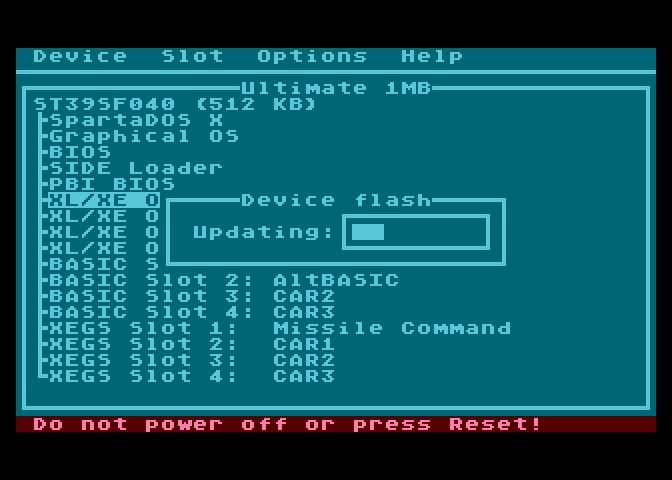 Device Slot Options Help
Ultimate 1MB
ST39SF040 (512 KB)
SpartaDOS X
Graphical OS
BIOS
SIDE Loader
PBI BIOS
XL/XE O
Device flash
XL/XE O
XL/XE O
Updating:
XL/XE O
BASIC S
BASIC Slot 2: AltBASIC
BASIC Slot 3: CAR2
BASIC Slot 4: CAR3
XEGS Slot 1: Missile Command
XEGS Slot 2: CAR1
XEGS Slot 3: CAR2
XEGS Slot 4: CAR3
Do not power off or press Reset!